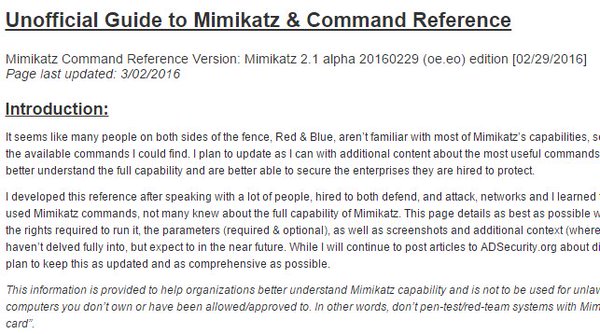 Unofficial Guide to Mimikatz & Command Reference
Mimikatz Command Reference Version: Mimikatz 2.1 alpha 20160229 (oe.eo) edition [02/29/2016]
Page last updated: 3/02/2016
Introduction:
It seems like many people on both sides of the fence, Red & Blue, aren't familiar with most of Mimikatz's capabilities,
the available commands I could find. I plan to update as I can with additional content about the most useful commands
better understand the full capability and are better able to secure the enterprises they are hired to protect.
I developed this reference after speaking with a lot of people, hired to both defend, and attack, networks and I learned
used Mimikatz commands, not many knew about the full capability of Mimikatz. This page details as best as possible
the rights required to run it, the parameters (required & optional), as well as screenshots and additional context (where
haven't delved fully into, but expect to in the near future. While I will continue to post articles to ADSecurity.org about
plan to keep this as updated and as comprehensive as possible.
This information is provided to help organizations better understand Mimikatz capability and is not to be used for
computers you don't own or have been allowed/approved to. In other words, don't pen-test/red-team systems with
card".